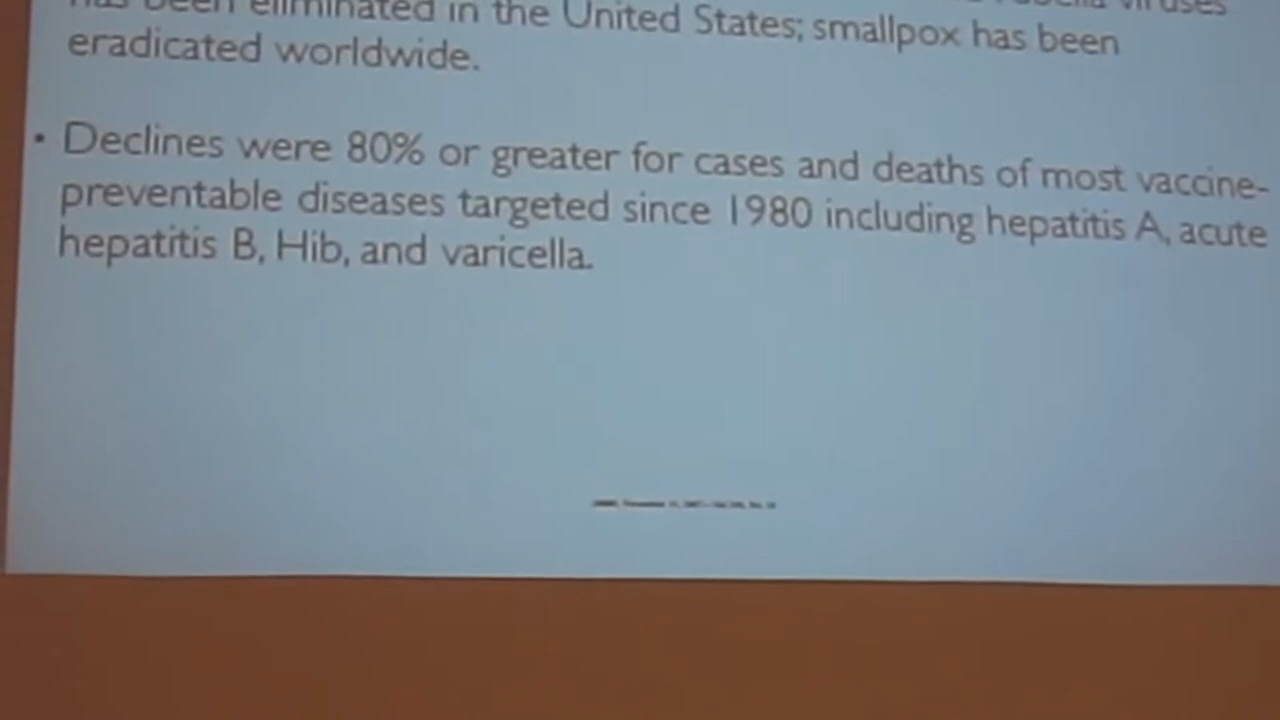 has been eliminated in the United States; smallpox has been
eradicated worldwide.
• Declines were 80% or greater for cases and deaths of most vaccine-
preventable diseases targeted since 1980 including hepatitis A, acute
hepatitis B, Hib, and varicella.